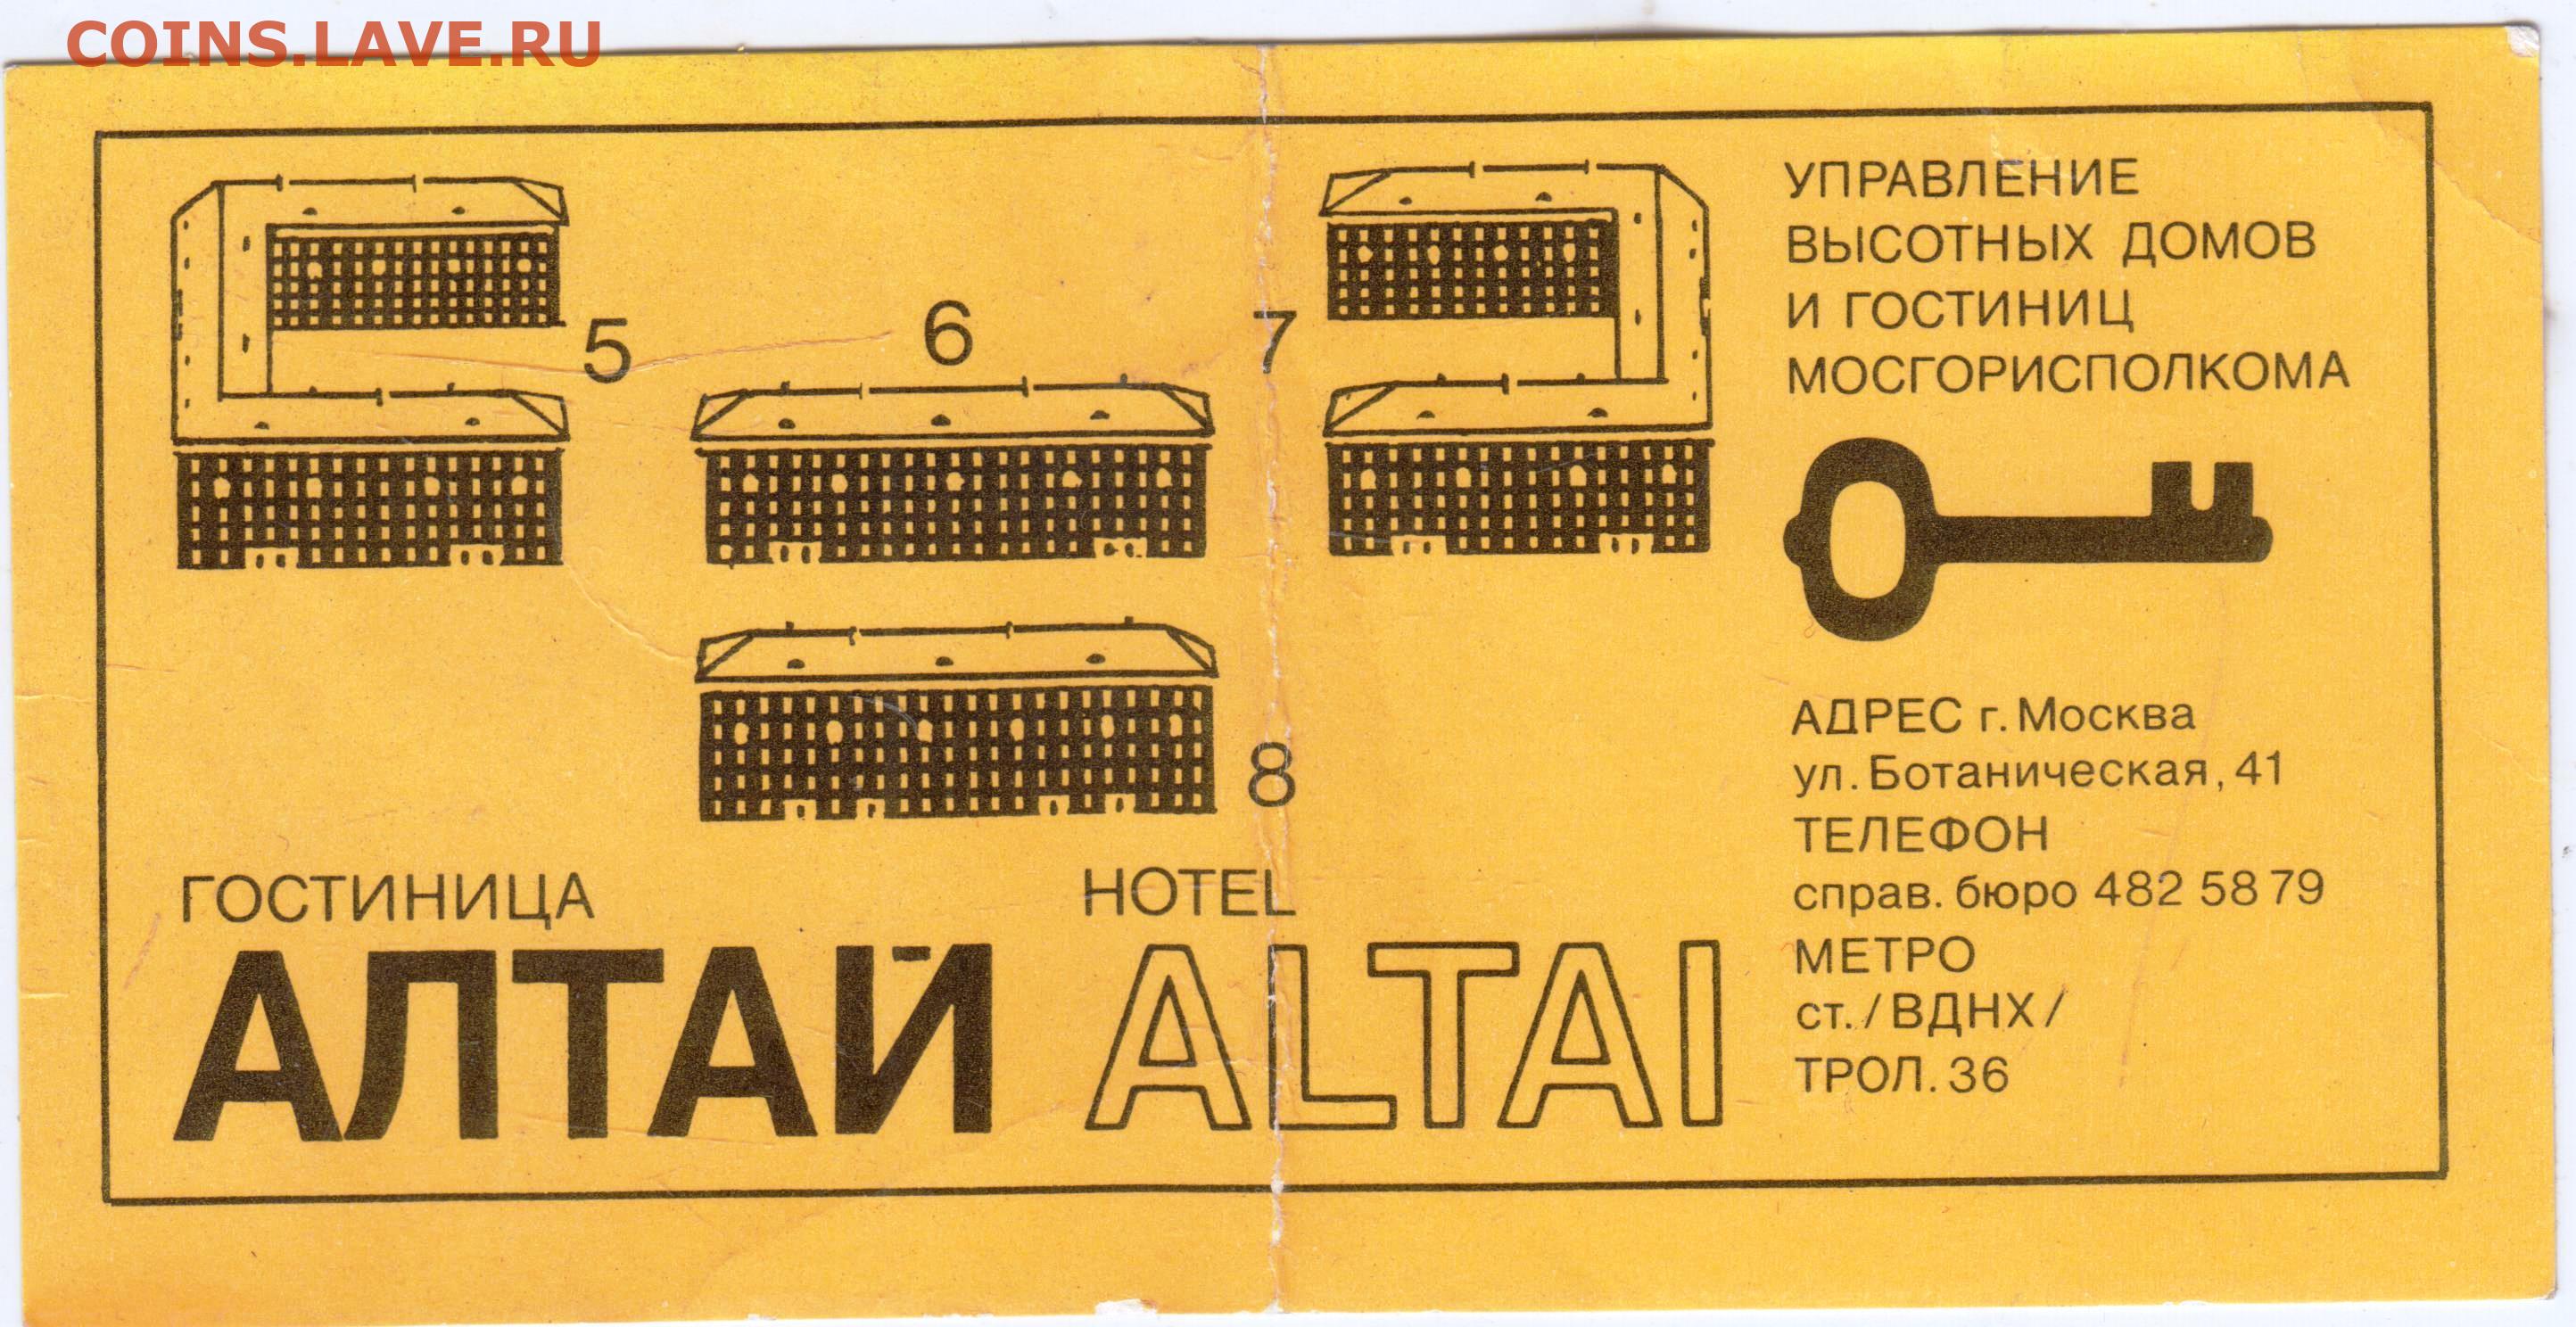 COINS.LAVE.RU
5
6
7
8
ГОСТИНИЦА
АЛТАЙ
HOTEL
ALTAI
УПРАВЛЕНИЕ
ВЫСОТНЫХ ДОМОВ
И ГОСТИНИЦ
МОСГОРИСПОЛКОМА
АДРЕС г. Москва
ул. Ботаническая, 41
ТЕЛЕФОН
справ. бюро 482 58 79
МЕТРО
ст. /ВДНХ/
ТРОЛ. 36